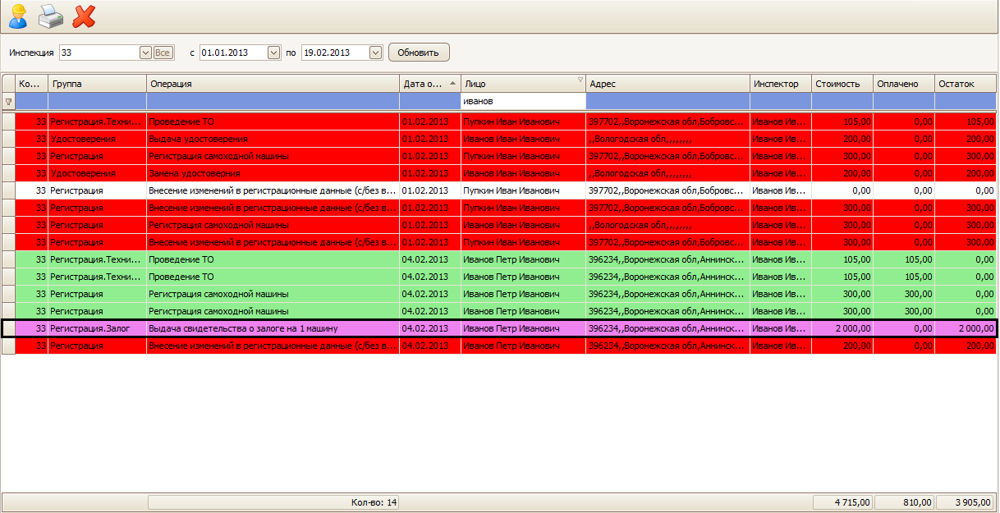 Инспекция 33 Все с 01.01.2013 по 19.02.2013 Обновить
Ко... Группа Операция Дата о... Лицо Адрес Инспектор Стоимость Оплачено Остаток
иванов
33 Регистрация.Техни... Проведение ТО 01.02.2013 Пупкин Иван Иванович 397702,,Воронежская обл,Бобровс... Иванов Ив... 105,00 0,00 105,00
33 Удостоверения Выдача удостоверения 01.02.2013 Иванов Иван Иванович ,,Вологодская обл,,,,,,,, Иванов Ив... 200,00 0,00 200,00
33 Регистрация Регистрация самоходной машины 01.02.2013 Пупкин Иван Иванович 397702,,Воронежская обл,Бобровс... Иванов Ив... 300,00 0,00 300,00
33 Удостоверения Замена удостоверния 01.02.2013 Иванов Иван Иванович ,,Вологодская обл,,,,,,,, Иванов Ив... 200,00 0,00 200,00
33 Регистрация Внесение изменений в регистрационные данные (с/без в... 01.02.2013 Пупкин Иван Иванович 397702,,Воронежская обл,Бобровс... Иванов Ив... 0,00 0,00 0,00
33 Регистрация Внесение изменений в регистрационные данные (с/без в... 01.02.2013 Пупкин Иван Иванович 397702,,Воронежская обл,Бобровс... Иванов Ив... 300,00 0,00 300,00
33 Регистрация Регистрация самоходной машины 01.02.2013 Иванов Иван Иванович ,,Вологодская обл,,,,,,,, Иванов Ив... 300,00 0,00 300,00
33 Регистрация Внесение изменений в регистрационные данные (с/без в... 01.02.2013 Пупкин Иван Иванович 397702,,Воронежская обл,Бобровс... Иванов Ив... 300,00 0,00 300,00
33 Регистрация.Техни... Проведение ТО 04.02.2013 Иванов Петр Иванович 396234,,Воронежская обл,Аннинск... Иванов Ив... 105,00 105,00 0,00
33 Регистрация.Техни... Проведение ТО 04.02.2013 Иванов Петр Иванович 396234,,Воронежская обл,Аннинск... Иванов Ив... 105,00 105,00 0,00
33 Регистрация Регистрация самоходной машины 04.02.2013 Иванов Петр Иванович 396234,,Воронежская обл,Аннинск... Иванов Ив... 300,00 300,00 0,00
33 Регистрация Регистрация самоходной машины 04.02.2013 Иванов Петр Иванович 396234,,Воронежская обл,Аннинск... Иванов Ив... 300,00 300,00 0,00
33 Регистрация.Залог Выдача свидетельства о залоге на 1 машину 04.02.2013 Иванов Петр Иванович 396234,,Воронежская обл,Аннинск... Иванов Ив... 2 000,00 0,00 2 000,00
33 Регистрация Внесение изменений в регистрационные данные (с/без в... 04.02.2013 Иванов Петр Иванович 396234,,Воронежская обл,Аннинск... Иванов Ив... 200,00 0,00 200,00
Кол-во: 14 4 715,00 810,00 3 905,00